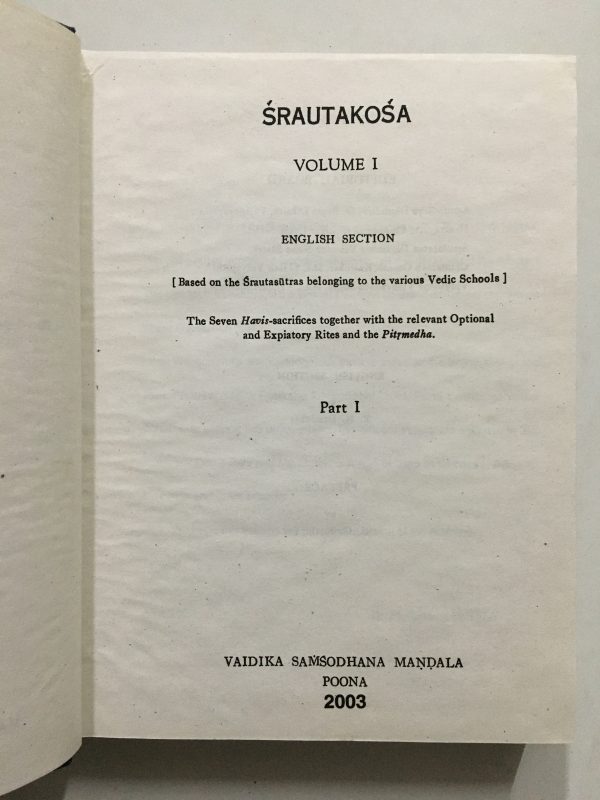 ŚRAUTAKOŚA
VOLUME I
ENGLISH SECTION
[ Based on the Śrautasūtras belonging to the various Vedic Schools ]
The Seven Havis-sacrifices together with the relevant Optional
and Expiatory Rites and the Pitṛmedha.
Part I
VAIDIKA SAṀŚODHANA MAṆḌALA
POONA
2003